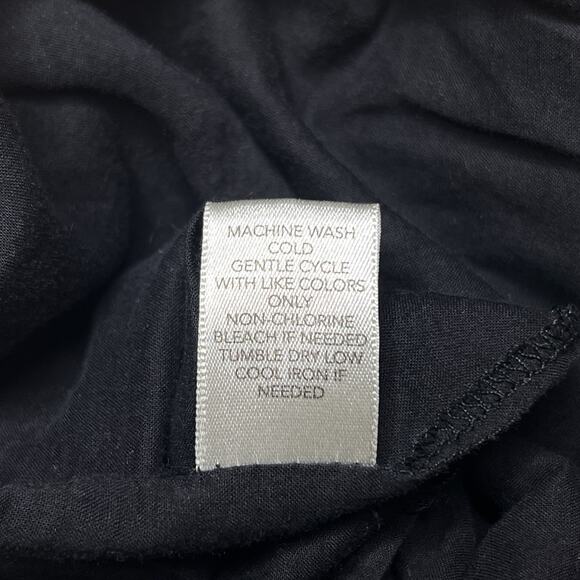 MACHINE WASH
COLD
GENTLE CYCLE
WITH LIKE COLORS
ONLY
NON-CHLORINE
BLEACH IF NEEDED
TUMBLE DRY LOW
COOL IRON IF
NEEDED